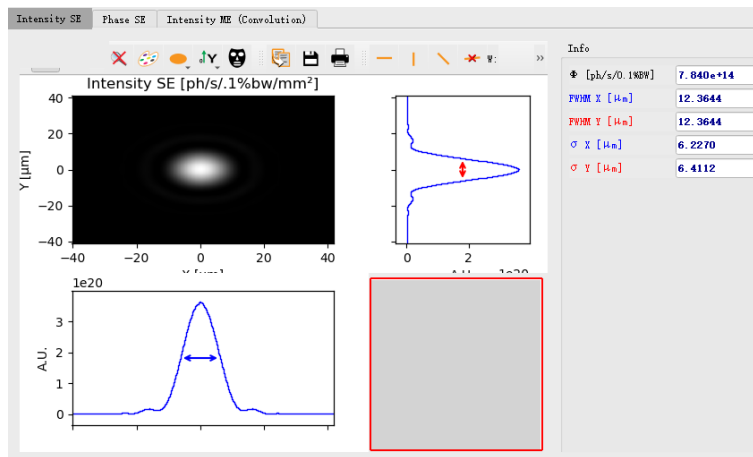 Intensity SE
Phase SE
Intensity ME (Convolution)
Info
Intensity SE [ph/s/.1%bw/mm²]
Φ [ph/s/0.1%BW] 7.840e+14
FWHM X [μm] 12.3644
FWHM Y [μm] 12.3644
σ X [μm] 6.2270
σ Y [μm] 6.4112
Y
»
40
20
0
−20
−40
Y [μm]
−40 −20 0 20 40
0 2
1e20
3
2
1
0
A.U.